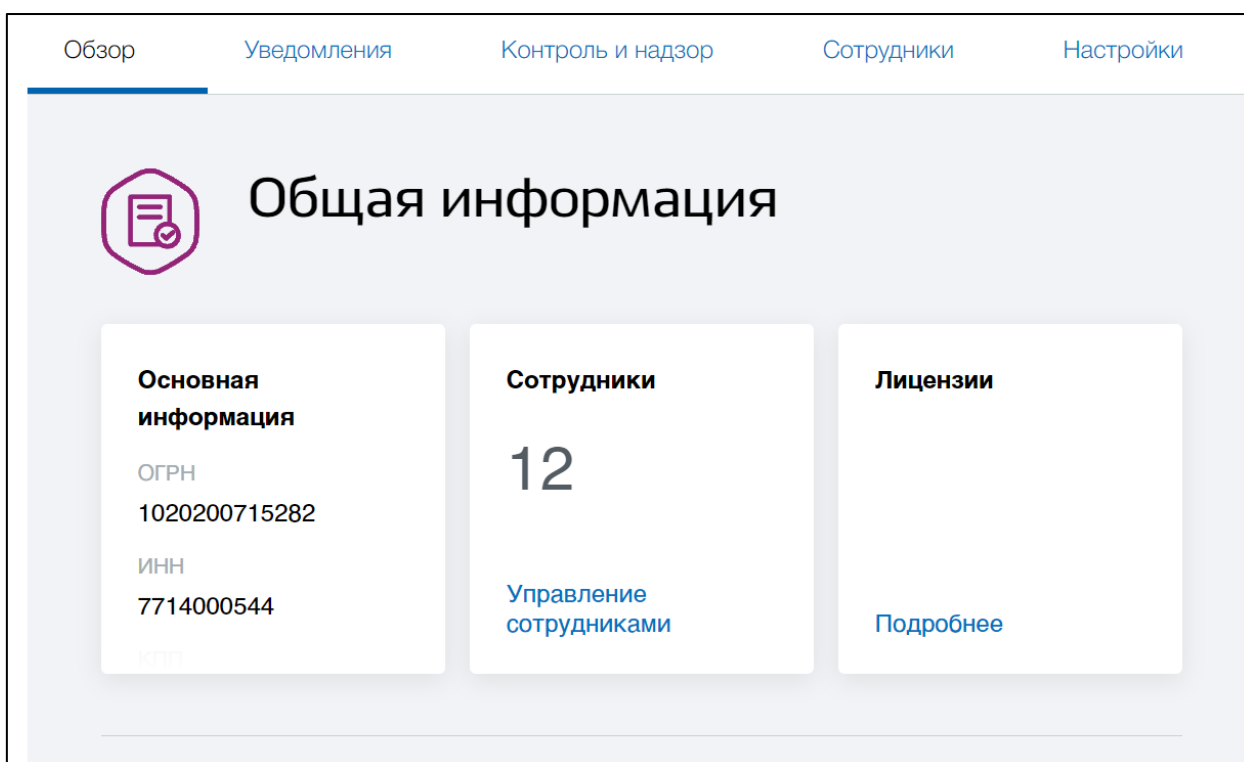 Обзор Уведомления Контроль и надзор Сотрудники Настройки
Общая информация
Основная
информация
ОГРН
1020200715282
ИНН
7714000544
КПП
Сотрудники
12
Управление
сотрудниками
Лицензии
Подробнее